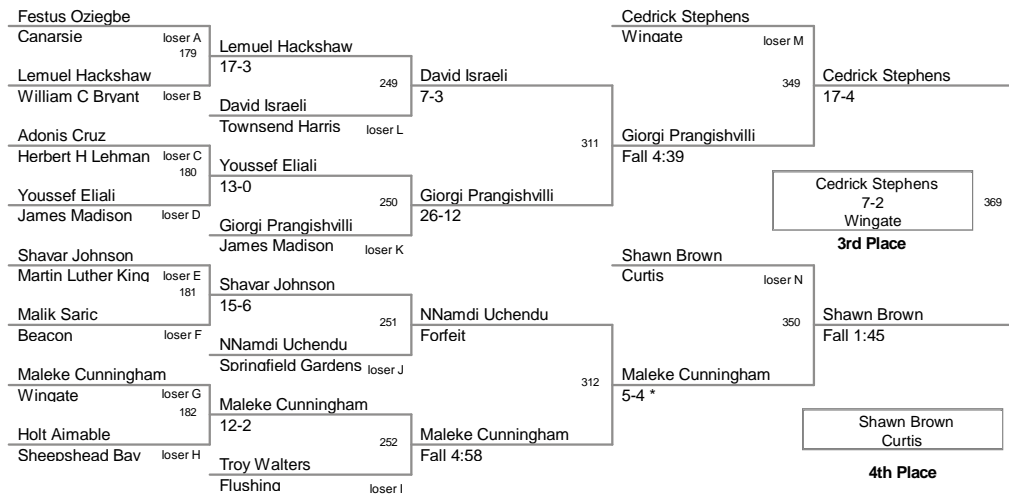 Festus Oziegbe
Canarsie loser A
179
Lemuel Hackshaw
William C Bryant loser B
Adonis Cruz
Herbert H Lehman loser C
180
Youssef Eliali
James Madison loser D
Shavar Johnson
Martin Luther King loser E
181
Malik Saric
Beacon loser F
Maleke Cunningham
Wingate loser G
182
Holt Aimable
Sheepshead Bay loser H
Lemuel Hackshaw
17-3
249
David Israeli
Townsend Harris loser L
Youssef Eliali
13-0
250
Giorgi Prangishvilli
James Madison loser K
Shavar Johnson
15-6
251
NNamdi Uchendu
Springfield Gardens loser J
Maleke Cunningham
12-2
252
Troy Walters
Flushing loser I
David Israeli
7-3
311
Giorgi Prangishvilli
26-12
NNamdi Uchendu
Forfeit
312
Maleke Cunningham
Fall 4:58
Cedrick Stephens
Wingate loser M
349
Giorgi Prangishvilli
Fall 4:39
Shawn Brown
Curtis loser N
350
Maleke Cunningham
5-4 *
Cedrick Stephens
17-4
Cedrick Stephens
7-2
Wingate
369
3rd Place
Shawn Brown
Fall 1:45
Shawn Brown
Curtis
4th Place